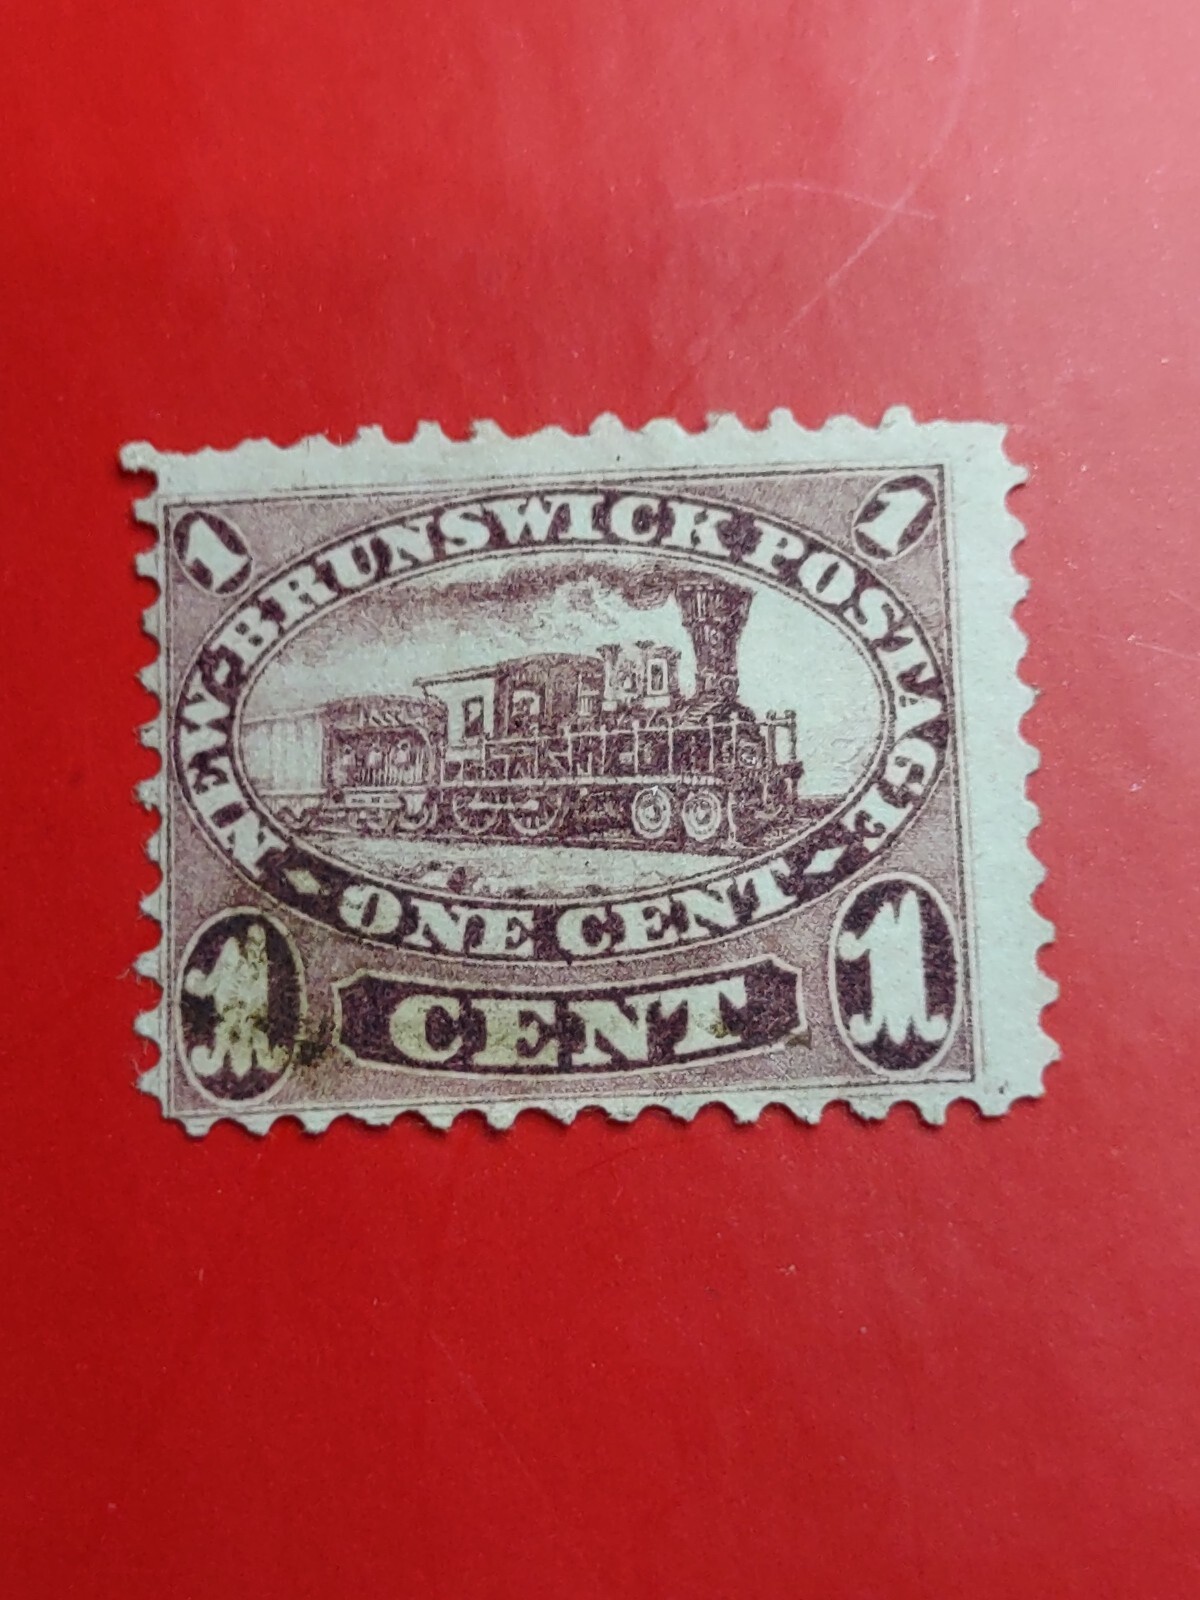 1 1
NEW-BRUNSWICK POSTAGE
ONE CENT
1 CENT 1